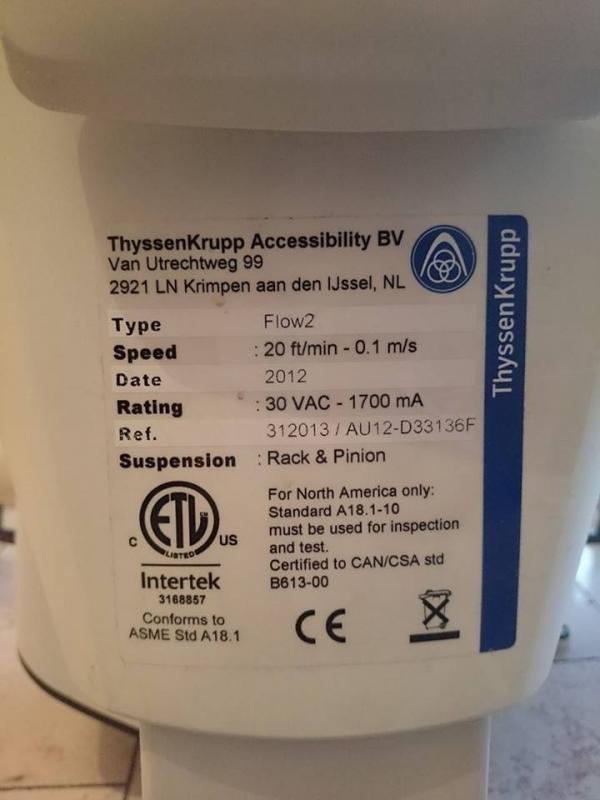 ThyssenKrupp Accessibility BV
Van Utrechtweg 99
2921 LN Krimpen aan den IJssel, NL
ThyssenKrupp
Type Flow2
Speed : 20 ft/min - 0.1 m/s
Date 2012
Rating : 30 VAC - 1700 mA
Ref. 312013 / AU12-D33136F
Suspension : Rack & Pinion
For North America only:
Standard A18.1-10
must be used for inspection
and test.
Certified to CAN/CSA std
B613-00
ETL
C US
LISTED
Intertek
3168857
Conforms to
ASME Std A18.1
CE